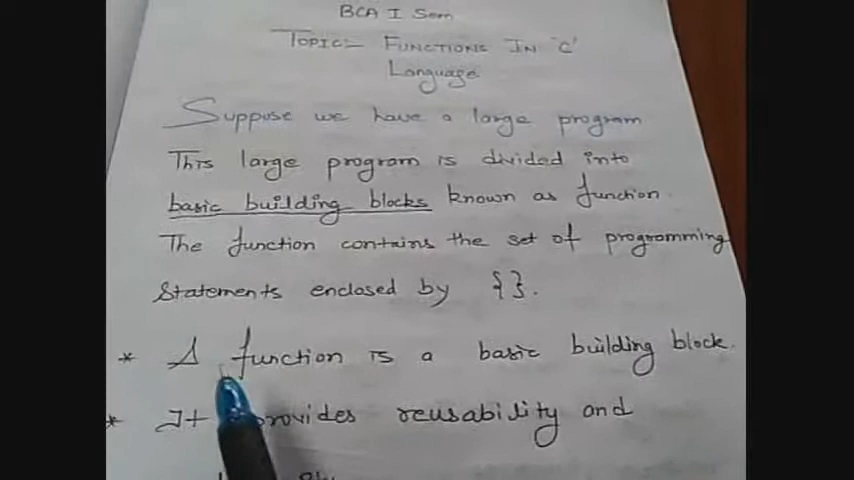 BCA I Sem
TOPIC:- FUNCTIONS IN 'C'
Language
Suppose we have a large program
This large program is divided into
basic building blocks known as function.
The function contains the set of programming
Statements enclosed by { }.
* A function is a basic building block.
* It provides reusability and